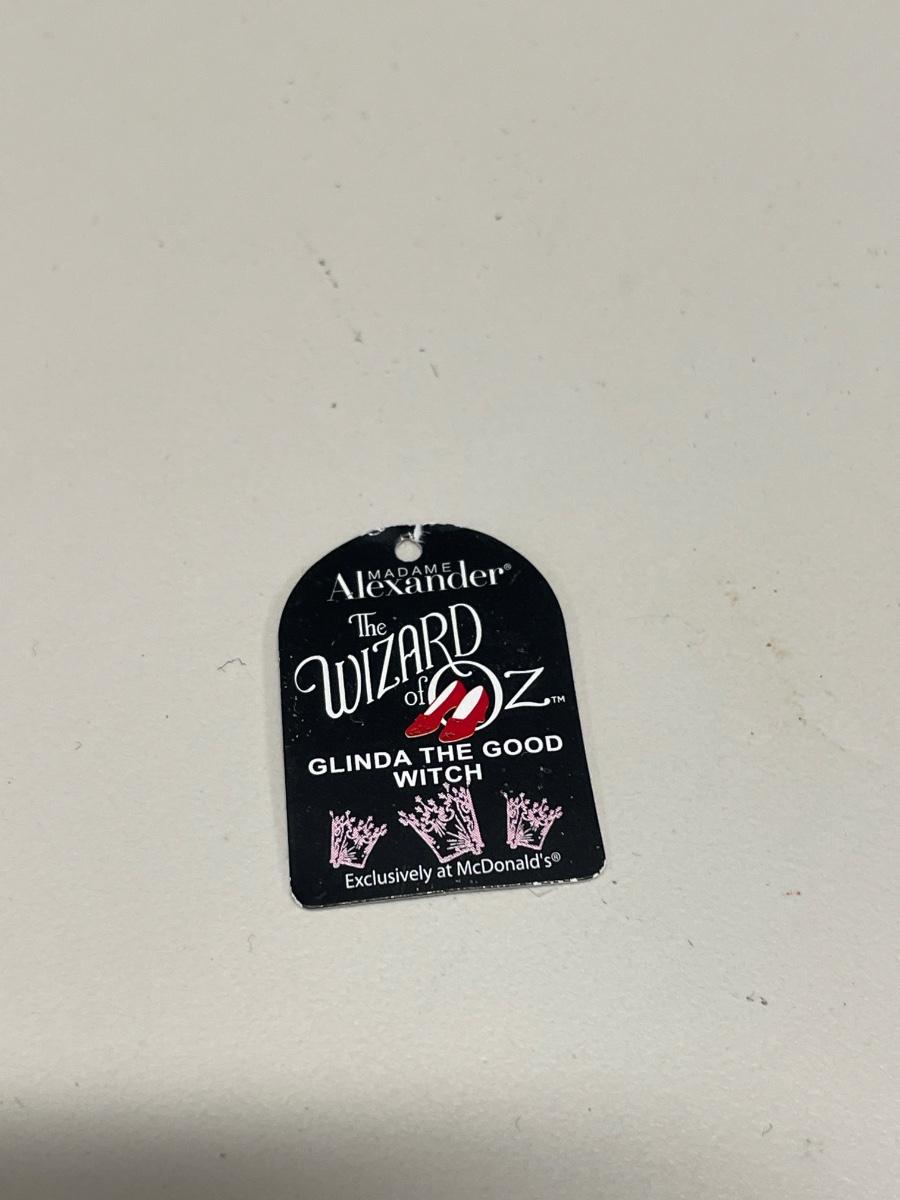 MADAME
Alexander®
The
WIZARD
of OZ™
GLINDA THE GOOD
WITCH
Exclusively at McDonald's®